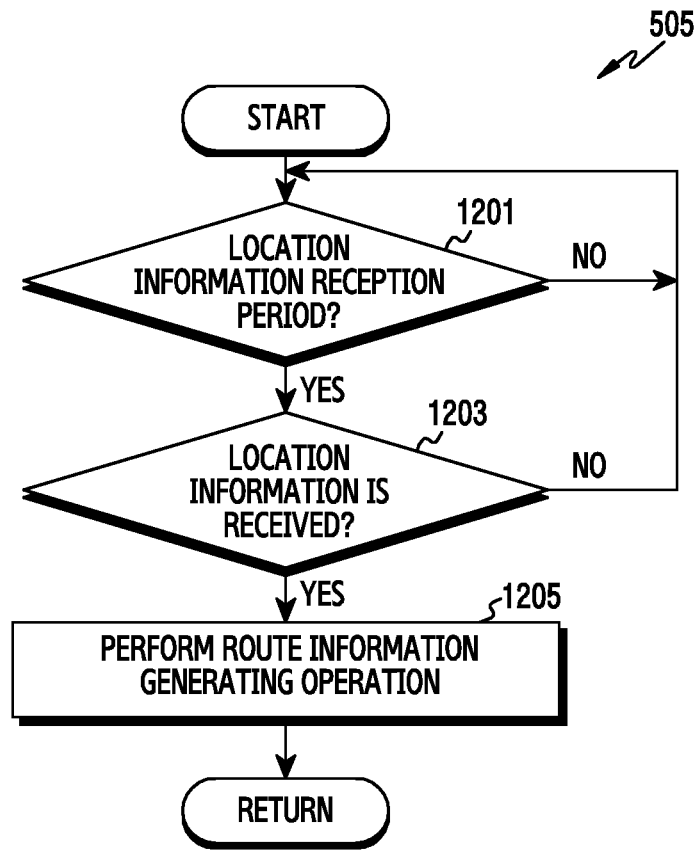 505
START
1201
LOCATION
INFORMATION RECEPTION
PERIOD?
NO
YES
1203
LOCATION
INFORMATION IS
RECEIVED?
NO
YES
1205
PERFORM ROUTE INFORMATION
GENERATING OPERATION
RETURN